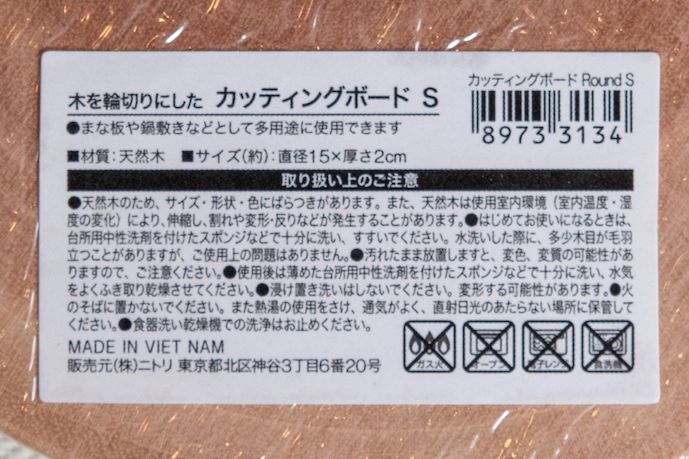 カッティングボード Round S
木を輪切りにした カッティングボード S
8973 3134
●まな板や鍋敷きなどとして多用途に使用できます
■材質：天然木 ■サイズ(約)：直径15×厚さ2cm
取り扱い上のご注意
●天然木のため、サイズ・形状・色にばらつきがあります。また、天然木は使用室内環境（室内温度・湿
度の変化）により、伸縮し、割れや変形・反りなどが発生することがあります。●はじめてお使いになるときは、
台所用中性洗剤を付けたスポンジなどで十分に洗い、すすいでください。水洗いした際に、多少木目が毛羽
立つことがありますが、ご使用上の問題はありません。●汚れたまま放置しますと、変色、変質の可能性があ
りますので、ご注意ください。●使用後は薄めた台所用中性洗剤を付けたスポンジなどで十分に洗い、水気
をよくふき取り乾燥させてください。●浸け置き洗いはしないでください。変形する可能性があります。●火
のそばに置かないでください。また熱湯の使用をさけ、通気がよく、直射日光のあたらない場所に保管して
ください。●食器洗い乾燥機での洗浄はお止めください。
MADE IN VIET NAM
販売元(株)ニトリ 東京都北区神谷3丁目6番20号
ガス火 オーブン 電子レンジ 食洗機